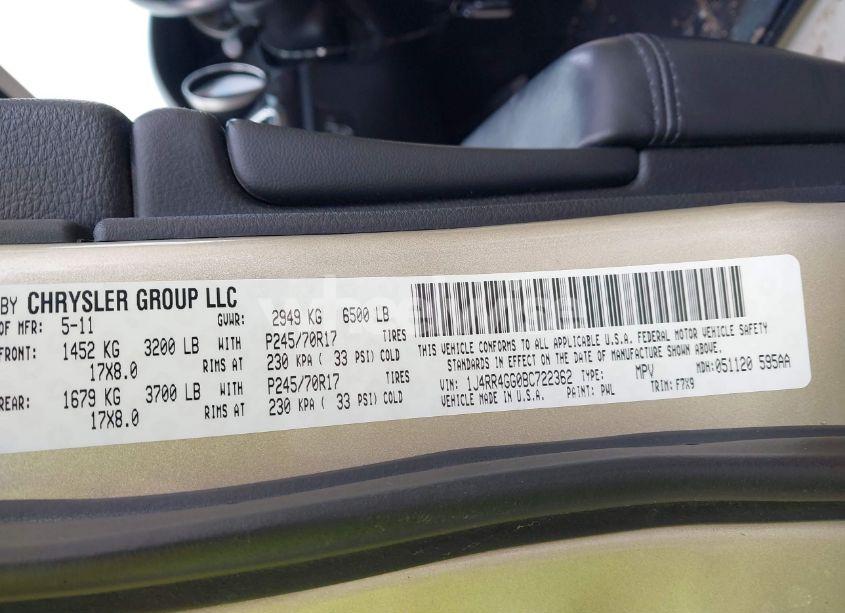 BY CHRYSLER GROUP LLC
OF MFR: 5-11 GVWR: 2949 KG 6500 LB
FRONT: 1452 KG 3200 LB WITH P245/70R17 TIRES
17X8.0 RIMS AT 230 KPA ( 33 PSI) COLD
REAR: 1679 KG 3700 LB WITH P245/70R17 TIRES
17X8.0 RIMS AT 230 KPA ( 33 PSI) COLD
THIS VEHICLE CONFORMS TO ALL APPLICABLE U.S.A. FEDERAL MOTOR VEHICLE SAFETY
STANDARDS IN EFFECT ON THE DATE OF MANUFACTURE SHOWN ABOVE.
VIN: 1J4RR4GG0BC722362 TYPE: MPV MDH: 051120 595AA
VEHICLE MADE IN U.S.A. PAINT: PWL TRIM: F7X9